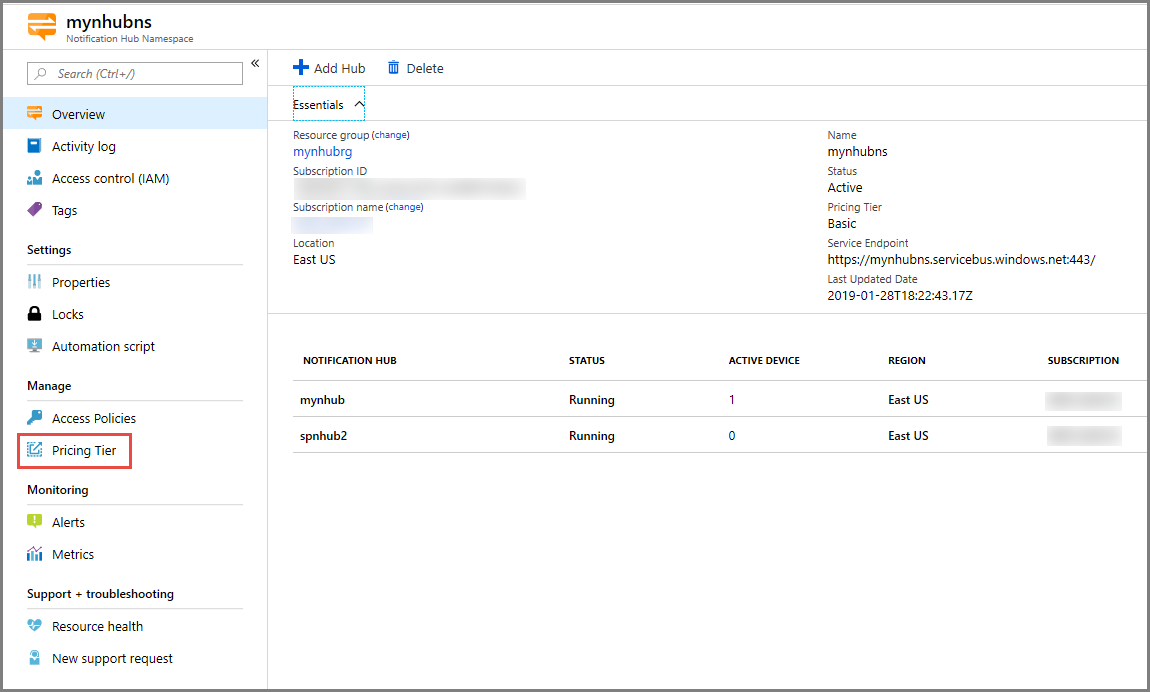 mynhubns
Notification Hub Namespace
Search (Ctrl+/)
«
Overview
Activity log
Access control (IAM)
Tags
Settings
Properties
Locks
Automation script
Manage
Access Policies
Pricing Tier
Monitoring
Alerts
Metrics
Support + troubleshooting
Resource health
New support request
Add Hub
Delete
Essentials
Resource group (change)
mynhubrg
Subscription ID
Subscription name (change)
Location
East US
Name
mynhubns
Status
Active
Pricing Tier
Basic
Service Endpoint
https://mynhubns.servicebus.windows.net:443/
Last Updated Date
2019-01-28T18:22:43.17Z
NOTIFICATION HUB STATUS ACTIVE DEVICE REGION SUBSCRIPTION
mynhub Running 1 East US
spnhub2 Running 0 East US